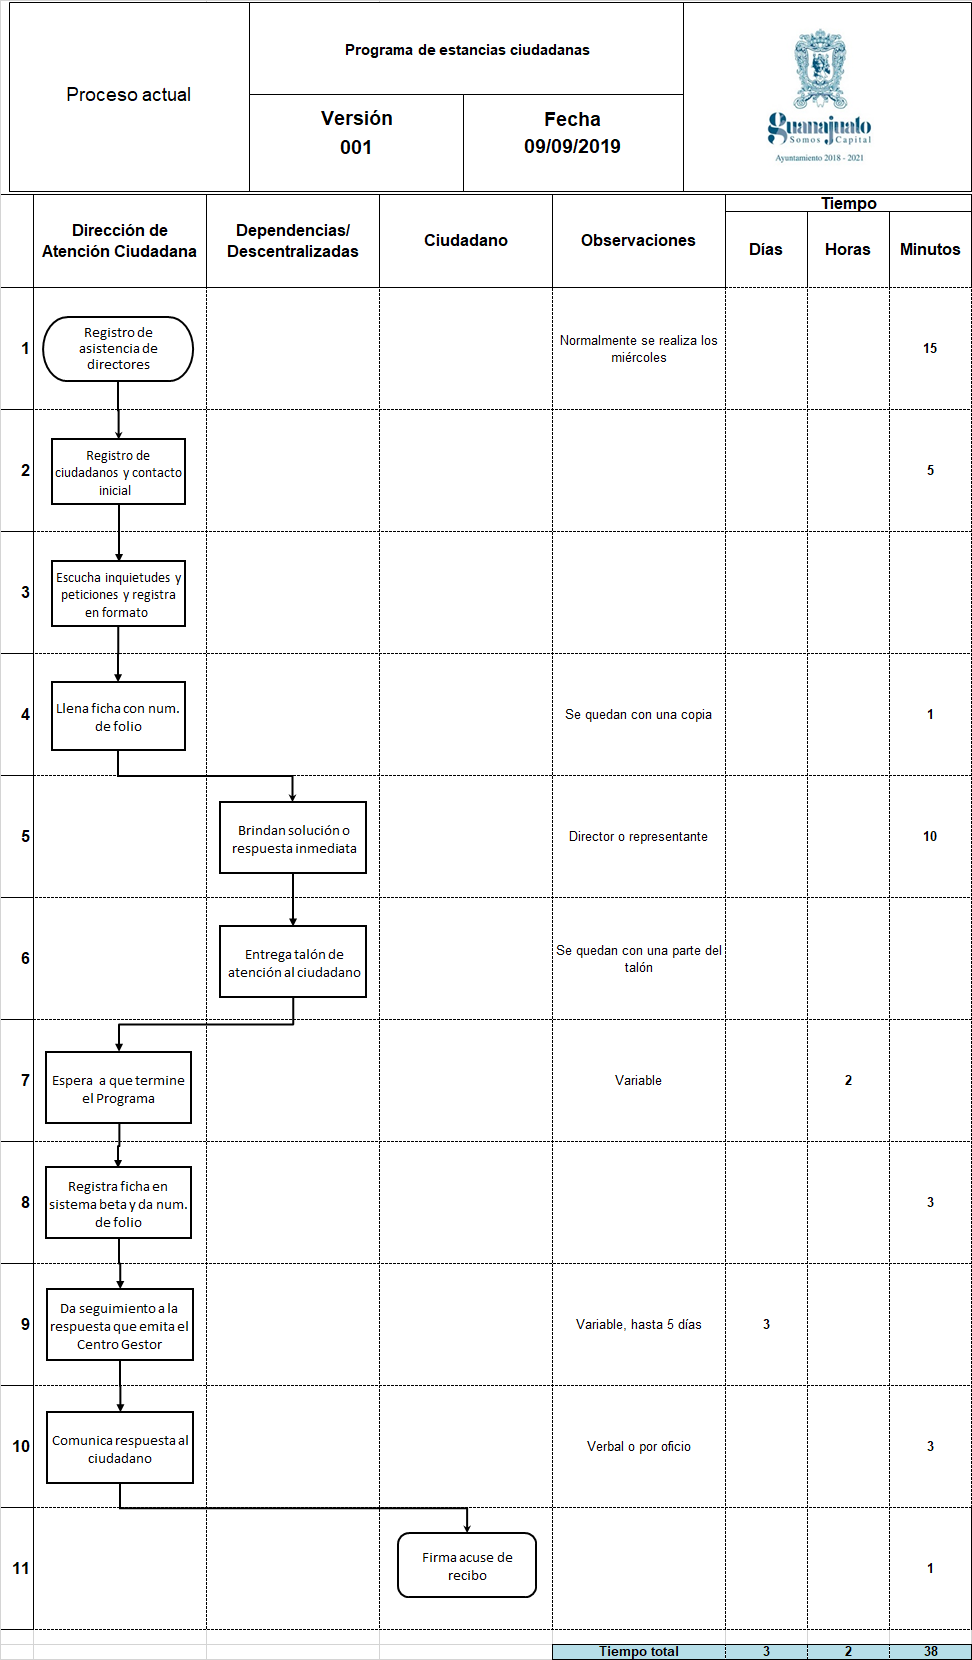 Proceso actual
Programa de estancias ciudadanas
Versión
001
Fecha
09/09/2019
Guanajuato
Somos Capital
Ayuntamiento 2018 - 2021
Dirección de
Atención Ciudadana
Dependencias/
Descentralizadas
Ciudadano
Observaciones
Tiempo
Días
Horas
Minutos
1
Registro de
asistencia de
directores
Normalmente se realiza los
miércoles
15
2
Registro de
ciudadanos y contacto
inicial
5
3
Escucha inquietudes y
peticiones y registra
en formato
4
Llena ficha con num.
de folio
Se quedan con una copia
1
5
Brindan solución o
respuesta inmediata
Director o representante
10
6
Entrega talón de
atención al ciudadano
Se quedan con una parte del
talón
7
Espera a que termine
el Programa
Variable
2
8
Registra ficha en
sistema beta y da num.
de folio
3
9
Da seguimiento a la
respuesta que emita el
Centro Gestor
Variable, hasta 5 días
3
10
Comunica respuesta al
ciudadano
Verbal o por oficio
3
11
Firma acuse de
recibo
1
Tiempo total
3
2
38